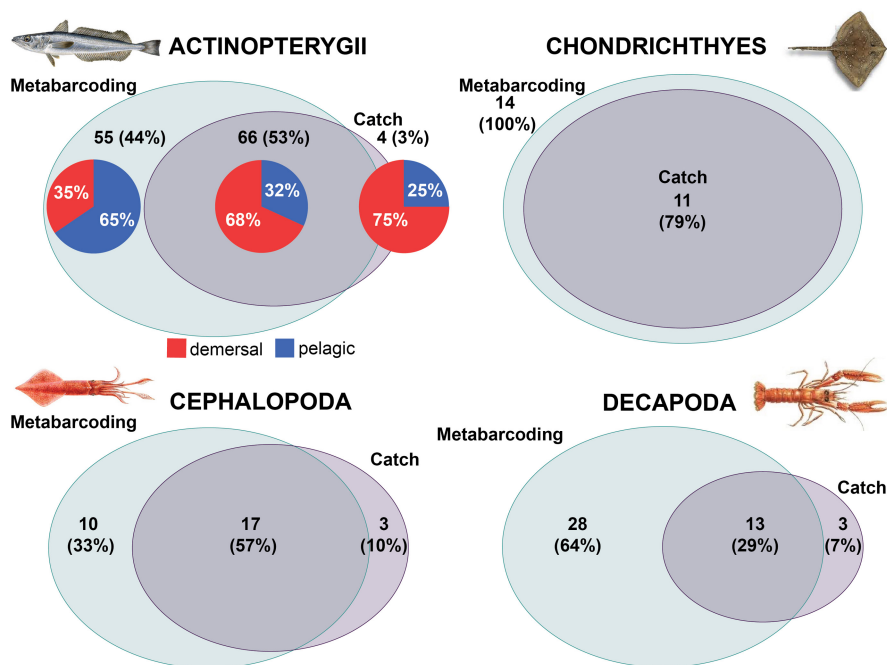 ACTINOPTERYGII
Metabarcoding
Catch
55 (44%)
66 (53%)
4 (3%)
35%
65%
32%
68%
25%
75%
demersal
pelagic
CHONDRICHTHYES
Metabarcoding
14
(100%)
Catch
11
(79%)
CEPHALOPODA
Metabarcoding
Catch
10
(33%)
17
(57%)
3
(10%)
DECAPODA
Metabarcoding
Catch
28
(64%)
13
(29%)
3
(7%)